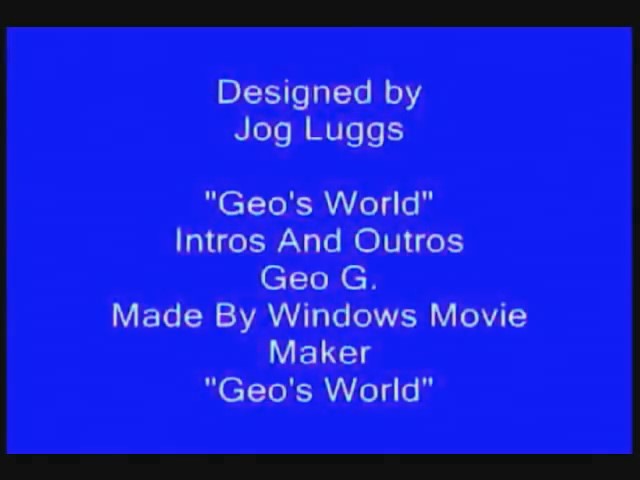 Designed by
Jog Luggs
"Geo's World"
Intros And Outros
Geo G.
Made By Windows Movie
Maker
"Geo's World"